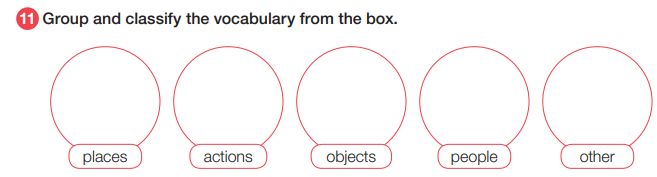 11 Group and classify the vocabulary from the box.
places actions objects people other